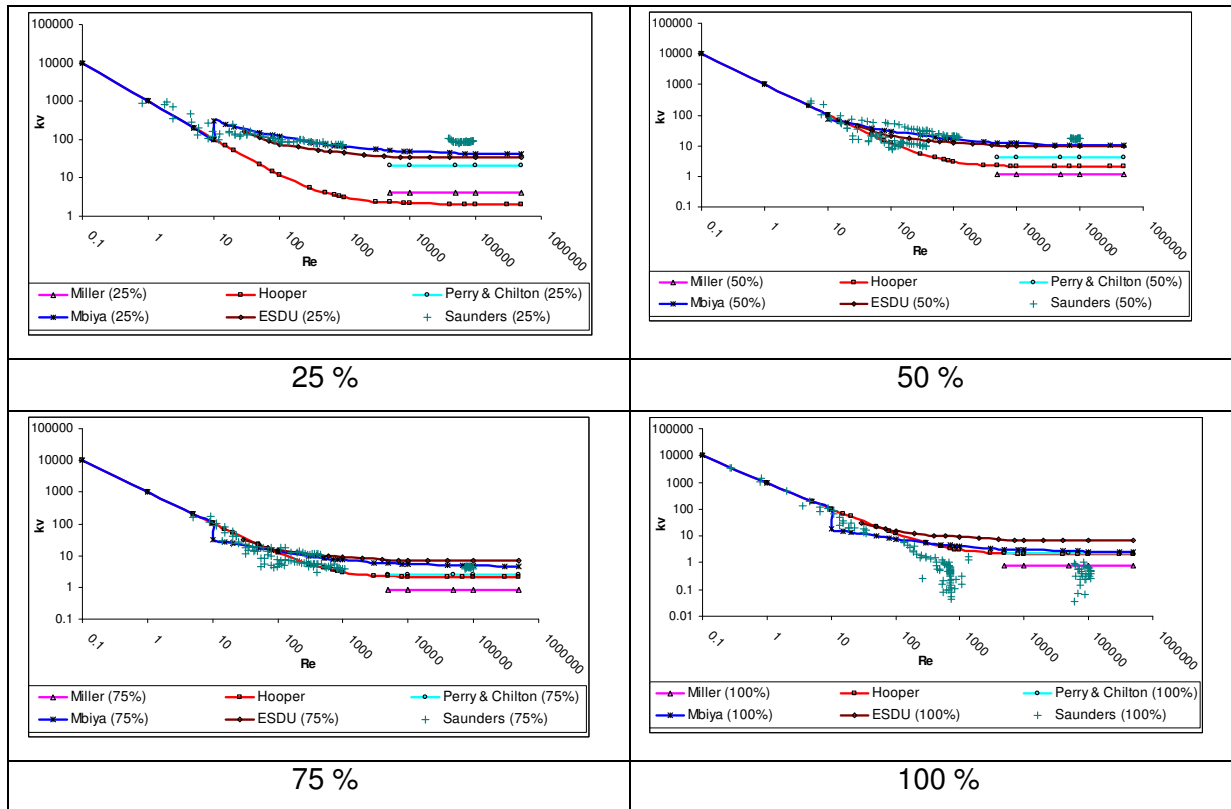 100000
10000
1000
100
10
1
kv
0.1
1
10
100
1000
10000
100000
1000000
Re
Miller (25%)
Hooper
Perry & Chilton (25%)
Mbiya (25%)
ESDU (25%)
Saunders (25%)
25 %
100000
10000
1000
100
10
1
0.1
kv
0.1
1
10
100
1000
10000
100000
1000000
Re
Miller (50%)
Hooper
Perry & Chilton (50%)
Mbiya (50%)
ESDU (50%)
Saunders (50%)
50 %
100000
10000
1000
100
10
1
0.1
kv
0.1
1
10
100
1000
10000
100000
1000000
Re
Miller (75%)
Hooper
Perry & Chilton (75%)
Mbiya (75%)
ESDU (75%)
Saunders (75%)
75 %
100000
10000
1000
100
10
1
0.1
0.01
kv
0.1
1
10
100
1000
10000
100000
1000000
Re
Miller (100%)
Hooper
Perry & Chilton (100%)
Mbiya (100%)
ESDU (100%)
Saunders (100%)
100 %